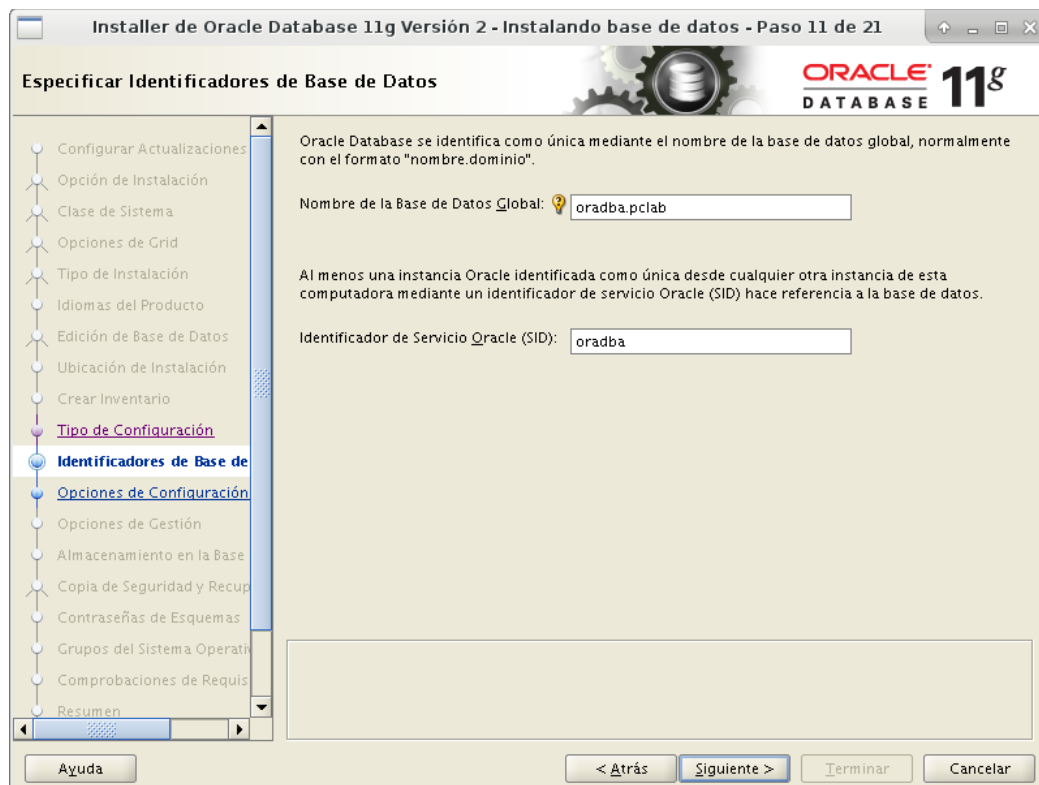 Installer de Oracle Database 11g Versión 2 - Instalando base de datos - Paso 11 de 21
Especificar Identificadores de Base de Datos
ORACLE
DATABASE
11g
Configurar Actualizaciones
Opción de Instalación
Clase de Sistema
Opciones de Grid
Tipo de Instalación
Idiomas del Producto
Edición de Base de Datos
Ubicación de Instalación
Crear Inventario
Tipo de Configuración
Identificadores de Base de
Opciones de Configuración
Opciones de Gestión
Almacenamiento en la Base
Copia de Seguridad y Recup
Contraseñas de Esquemas
Grupos del Sistema Operativ
Comprobaciones de Requis
Resumen
Oracle Database se identifica como única mediante el nombre de la base de datos global, normalmente
con el formato "nombre.dominio".
Nombre de la Base de Datos Global: oradba.pclab
Al menos una instancia Oracle identificada como única desde cualquier otra instancia de esta
computadora mediante un identificador de servicio Oracle (SID) hace referencia a la base de datos.
Identificador de Servicio Oracle (SID): oradba
Ayuda
< Atrás
Siguiente >
Terminar
Cancelar